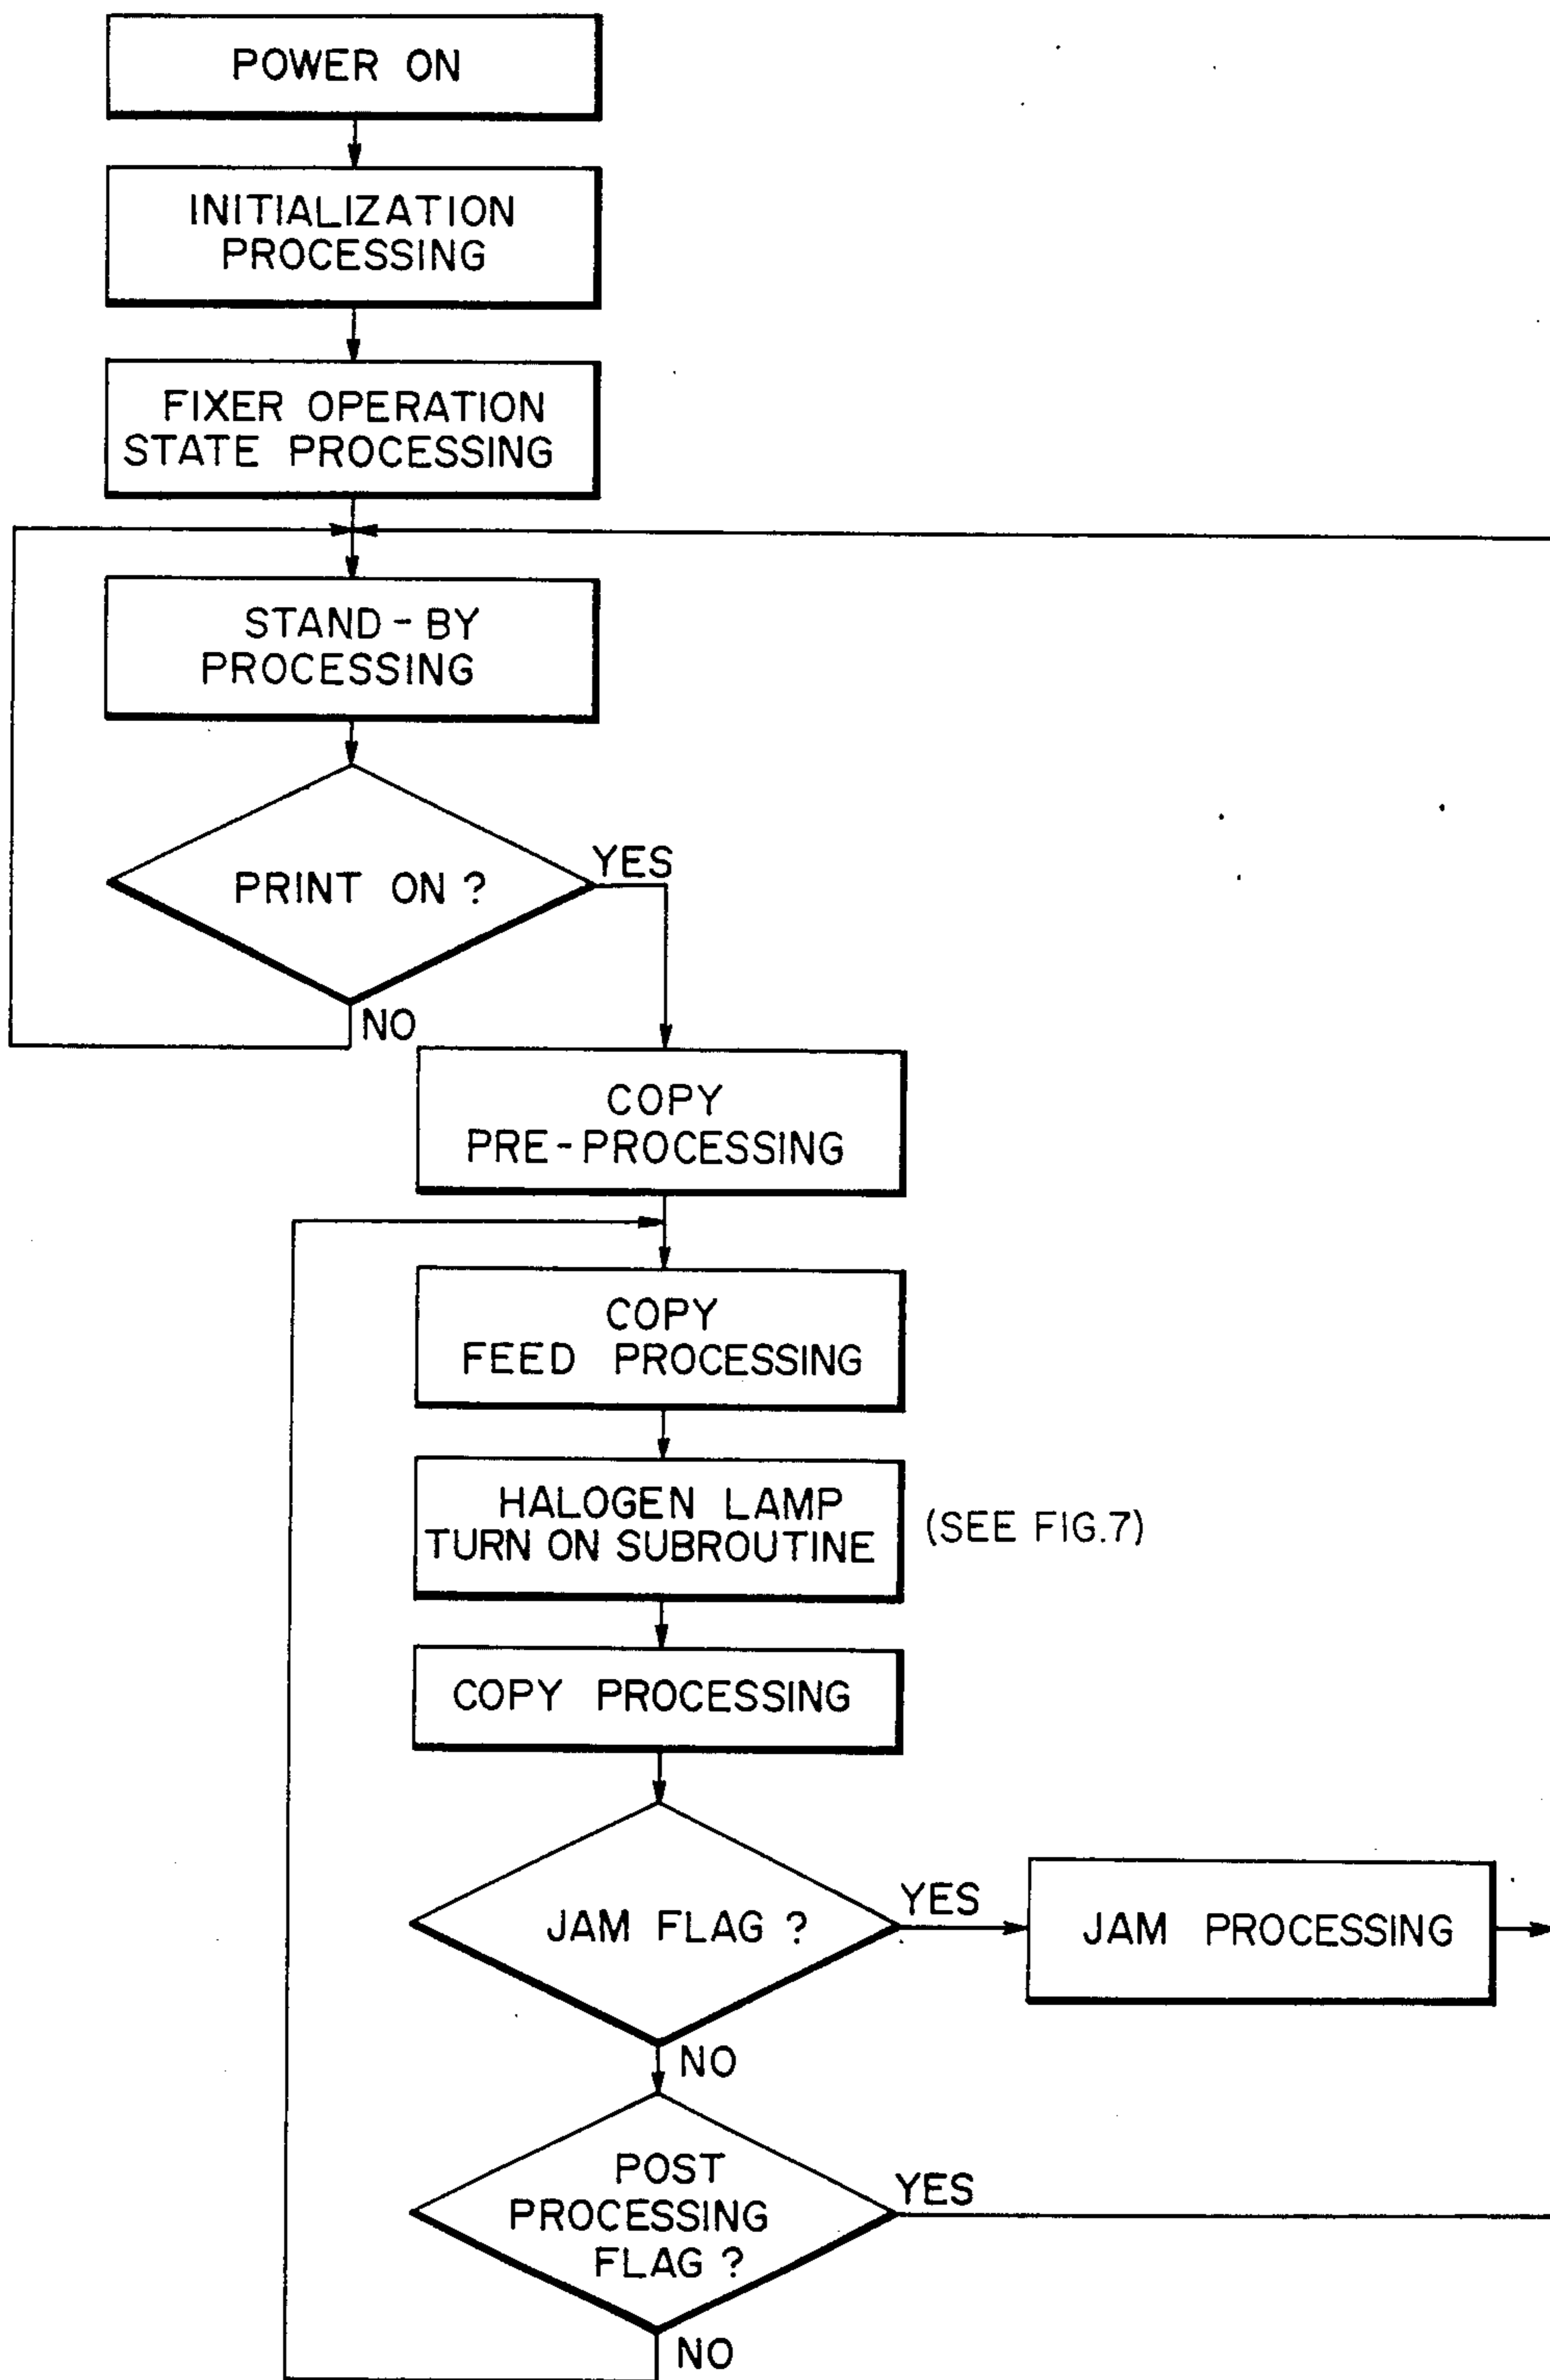 POWER ON
INITIALIZATION
PROCESSING
FIXER OPERATION
STATE PROCESSING
STAND-BY
PROCESSING
PRINT ON ?
YES
NO
COPY
PRE-PROCESSING
COPY
FEED PROCESSING
HALOGEN LAMP
TURN ON SUBROUTINE
(SEE FIG.7)
COPY PROCESSING
JAM FLAG ?
YES
JAM PROCESSING
NO
POST
PROCESSING
FLAG ?
YES
NO